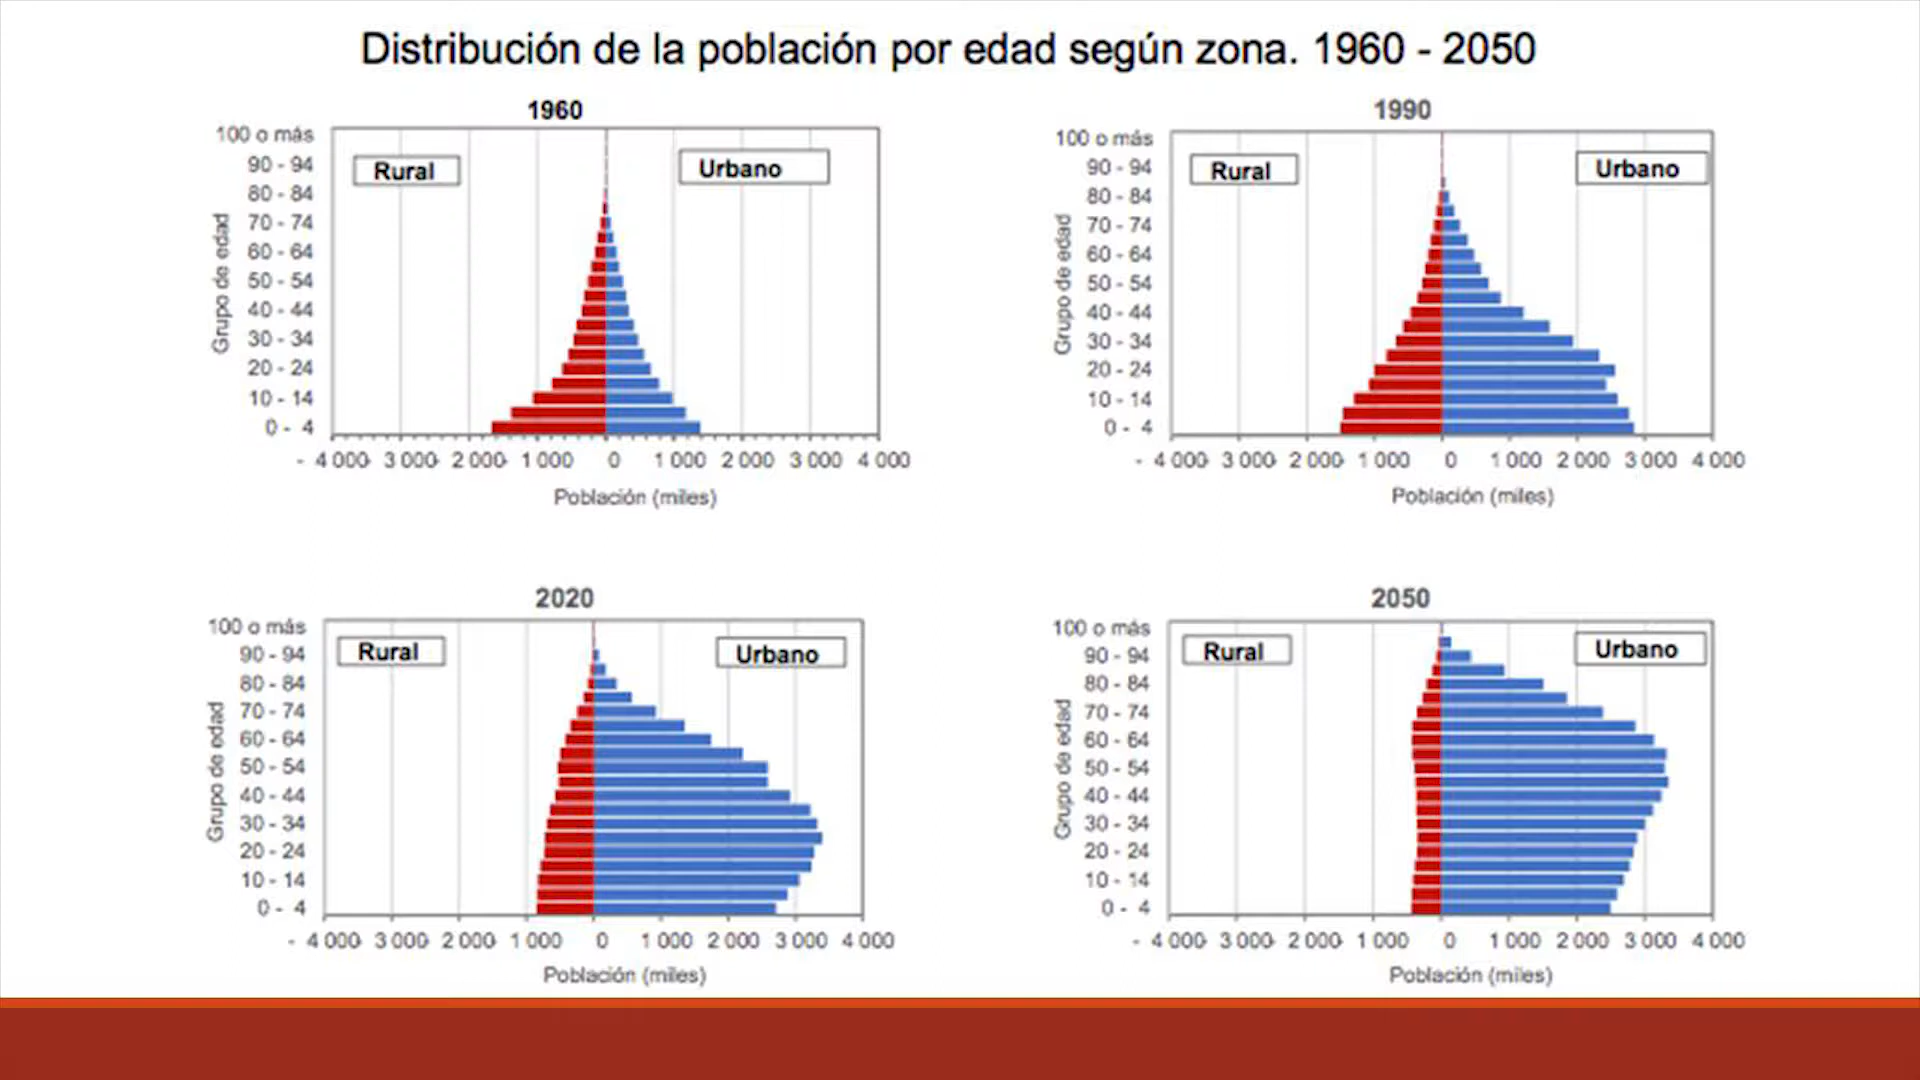 Distribución de la población por edad según zona. 1960 - 2050
1960
Rural
Urbano
100 o más
90 - 94
80 - 84
70 - 74
60 - 64
50 - 54
40 - 44
30 - 34
20 - 24
10 - 14
0 - 4
Grupo de edad
- 4 000 - 3 000 - 2 000 - 1 000 0 1 000 2 000 3 000 4 000
Población (miles)
1990
Rural
Urbano
100 o más
90 - 94
80 - 84
70 - 74
60 - 64
50 - 54
40 - 44
30 - 34
20 - 24
10 - 14
0 - 4
Grupo de edad
- 4 000 - 3 000 - 2 000 - 1 000 0 1 000 2 000 3 000 4 000
Población (miles)
2020
Rural
Urbano
100 o más
90 - 94
80 - 84
70 - 74
60 - 64
50 - 54
40 - 44
30 - 34
20 - 24
10 - 14
0 - 4
Grupo de edad
- 4 000 - 3 000 - 2 000 - 1 000 0 1 000 2 000 3 000 4 000
Población (miles)
2050
Rural
Urbano
100 o más
90 - 94
80 - 84
70 - 74
60 - 64
50 - 54
40 - 44
30 - 34
20 - 24
10 - 14
0 - 4
Grupo de edad
- 4 000 - 3 000 - 2 000 - 1 000 0 1 000 2 000 3 000 4 000
Población (miles)